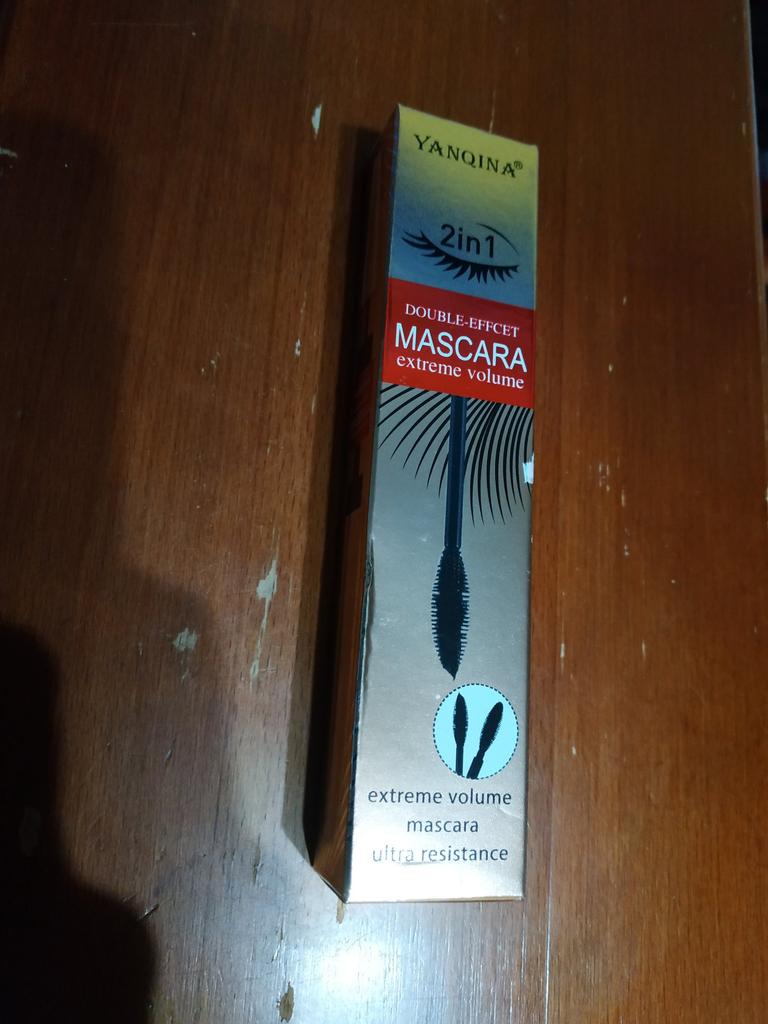 YANQINA®
2in1
DOUBLE-EFFCET
MASCARA
extreme volume
extreme volume
mascara
ultra resistance